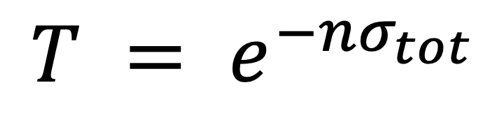 T = e^{-nσ_{tot}}